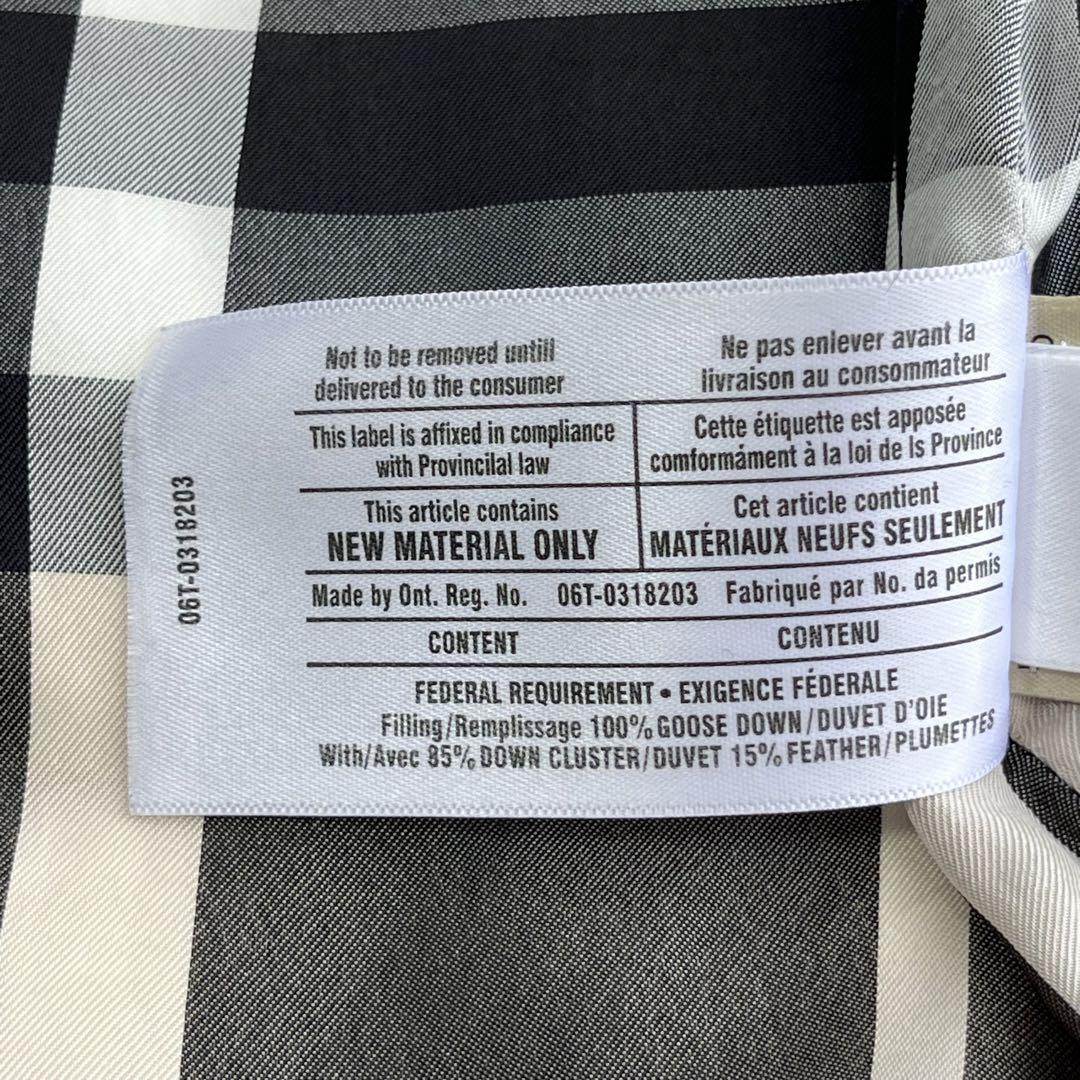 Not to be removed untill
delivered to the consumer
Ne pas enlever avant la
livraison au consommateur
This label is affixed in compliance
with Provincilal law
Cette étiquette est apposée
comformámént à la loi de ls Province
This article contains
NEW MATERIAL ONLY
Cet article contient
MATÉRIAUX NEUFS SEULEMENT
Made by Ont. Reg. No. 06T-0318203 Fabriqué par No. da permis
CONTENT CONTENU
FEDERAL REQUIREMENT • EXIGENCE FÉDERALE
Filling/Remplissage 100% GOOSE DOWN/DUVET D'OIE
With/Avec 85% DOWN CLUSTER/DUVET 15% FEATHER/PLUMETTES
06T-0318203